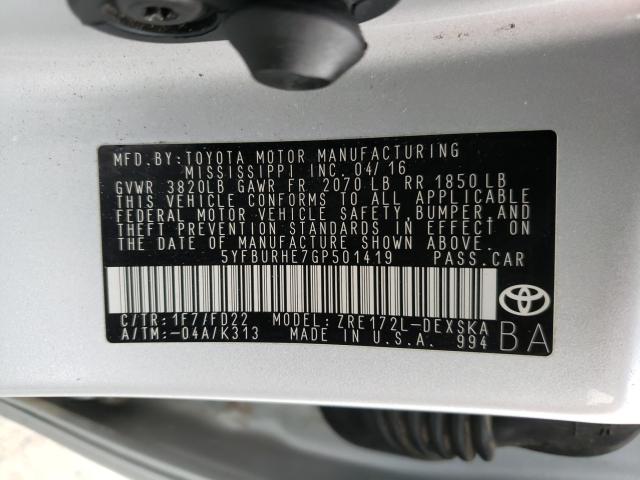 MFD.BY:TOYOTA MOTOR MANUFACTURING
MISSISSIPPI INC. 04/16
GVWR 3820LB GAWR FR 2070 LB RR 1850 LB
THIS VEHICLE CONFORMS TO ALL APPLICABLE
FEDERAL MOTOR VEHICLE SAFETY, BUMPER, AND
THEFT PREVENTION STANDARDS IN EFFECT ON
THE DATE OF MANUFACTURE SHOWN ABOVE.
5YFBURHE7GP501419 PASS.CAR
C/TR:1F7/FD22 MODEL:ZRE172L-DEXSKA
A/TM:-04A/K313 MADE IN U.S.A. 994
BA